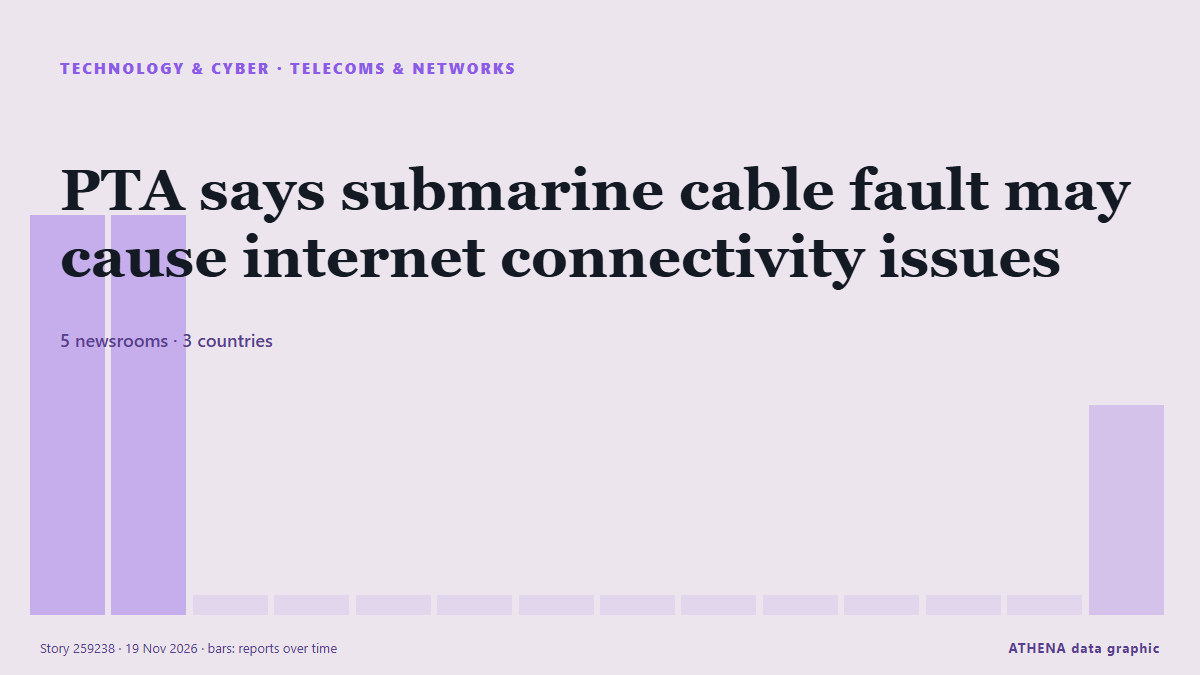 TECHNOLOGY & CYBER · TELECOMS & NETWORKS
PTA says submarine cable fault may
cause internet connectivity issues
5 newsrooms · 3 countries
Story 259238 · 19 Nov 2026 · bars: reports over time
ATHENA data graphic